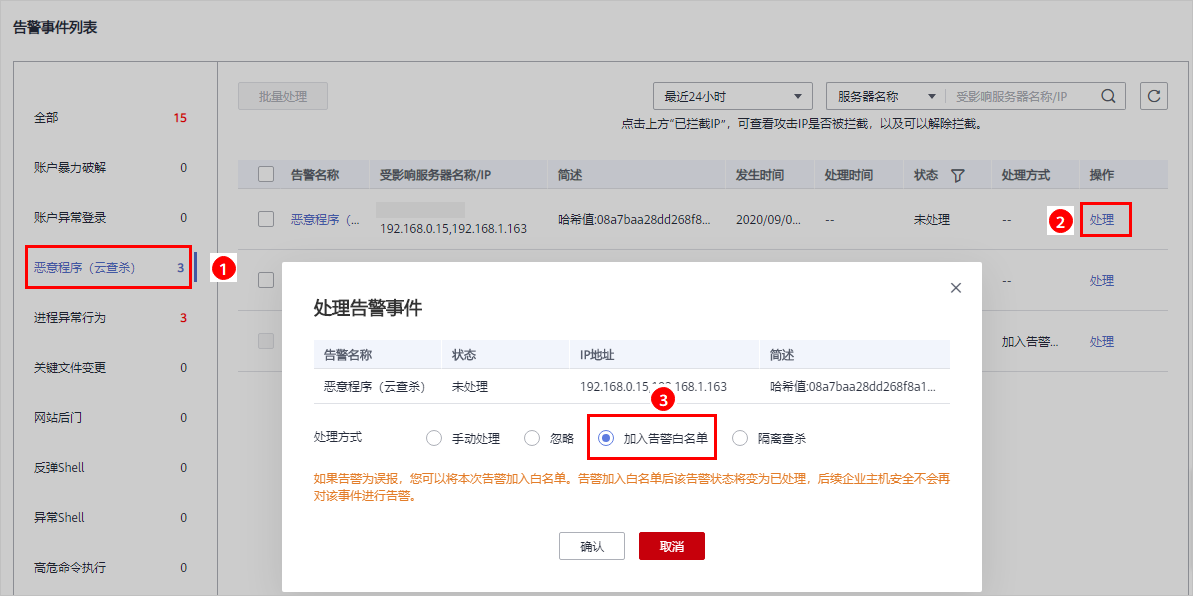 告警事件列表
全部 15
账户暴力破解 0
账户异常登录 0
恶意程序（云查杀） 3
1
进程异常行为 3
关键文件变更 0
网站后门 0
反弹Shell 0
异常Shell 0
高危命令执行 0
批量处理 最近24小时 服务器名称 受影响服务器名称/IP
点击上方“已拦截IP”，可查看攻击IP是否被拦截，以及可以解除拦截。
告警名称 受影响服务器名称/IP 简述 发生时间 处理时间 状态 处理方式 操作
恶意程序（... 192.168.0.15,192.168.1.163 哈希值:08a7baa28dd268f8... 2020/09/0... -- 未处理 -- 2 处理
-- 处理
加入告警... 处理
处理告警事件
告警名称 状态 IP地址 简述
恶意程序（云查杀） 未处理 192.168.0.15,192.168.1.163 哈希值:08a7baa28dd268f8a1...
3
处理方式 手动处理 忽略 加入告警白名单 隔离查杀
如果告警为误报，您可以将本次告警加入白名单。告警加入白名单后该告警状态将变为已处理，后续企业主机安全不会再
对该事件进行告警。
确认 取消